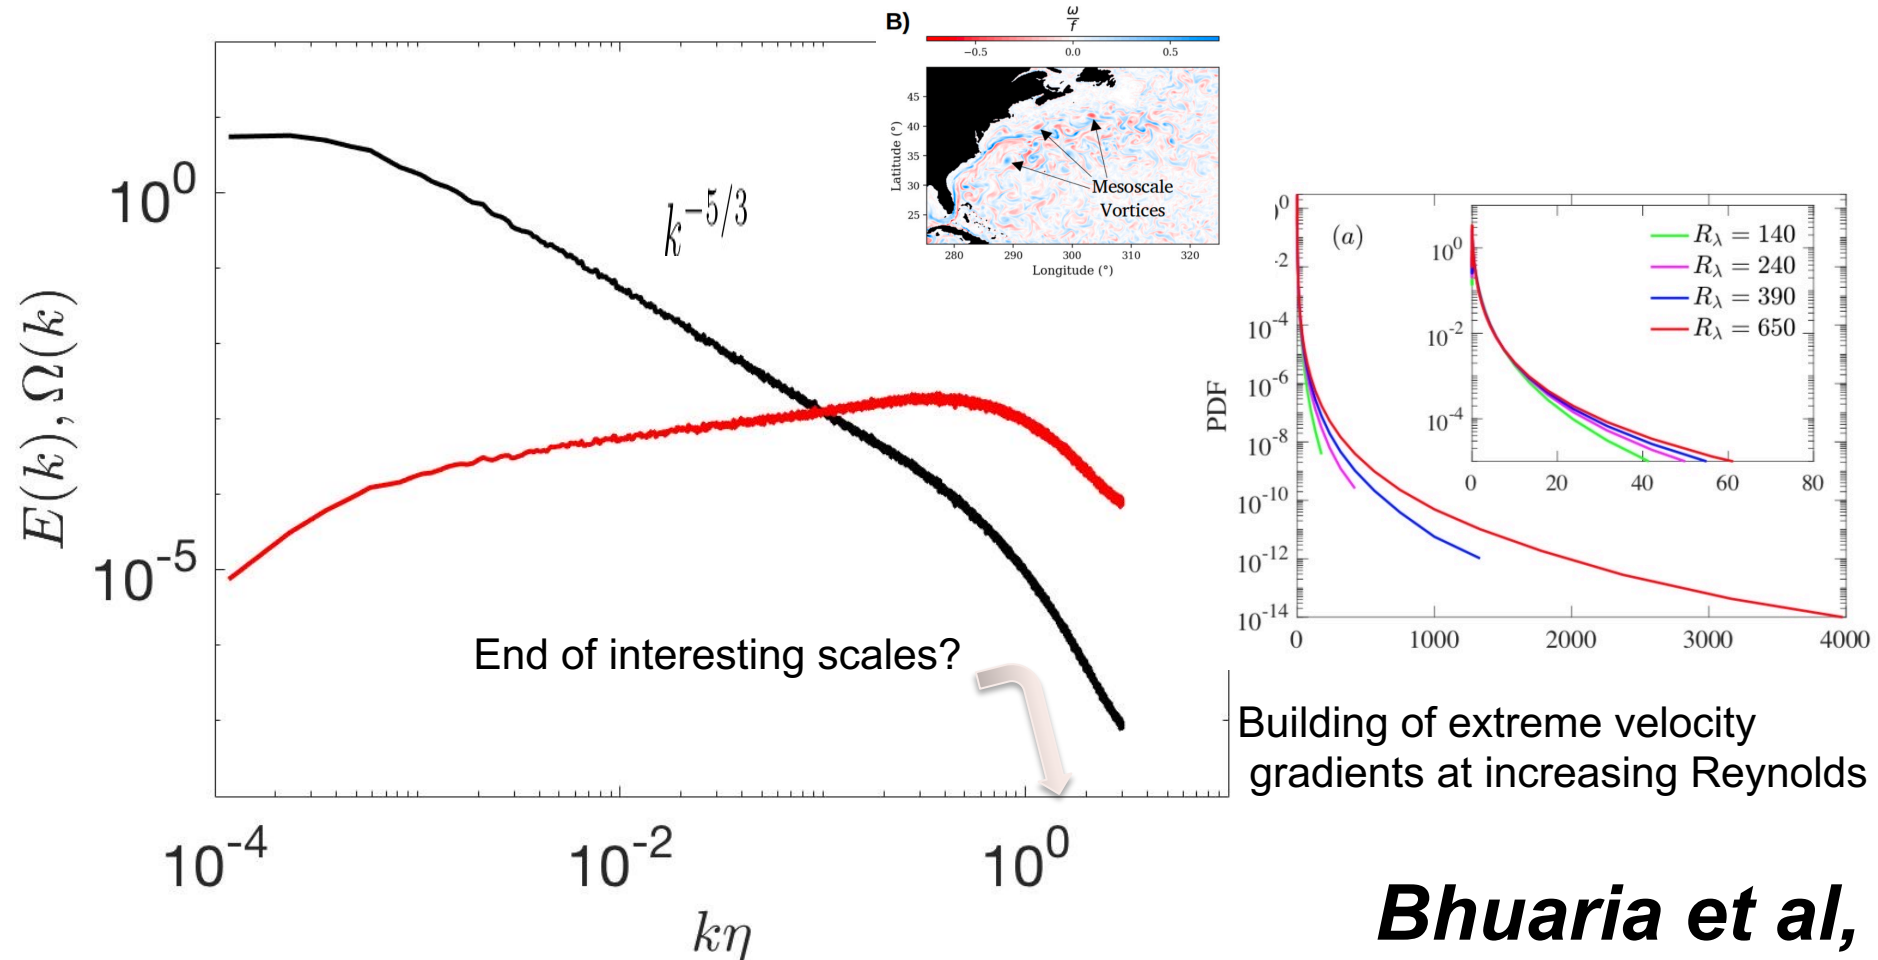 B)
ω/f
−0.5 0.0 0.5
Latitude (°)
45
40
35
30
25
Mesoscale
Vortices
280 290 300 310 320
Longitude (°)
E(k), Ω(k)
10^0
10^-5
k^−5/3
End of interesting scales?
10^-4 10^-2 10^0
kη
PDF
0
-2
10^-4
10^-6
10^-8
10^-10
10^-12
10^-14
0 1000 2000 3000 4000
(a)
10^0
10^-2
10^-4
0 20 40 60 80
R_λ = 140
R_λ = 240
R_λ = 390
R_λ = 650
Building of extreme velocity
gradients at increasing Reynolds
Bhuaria et al,